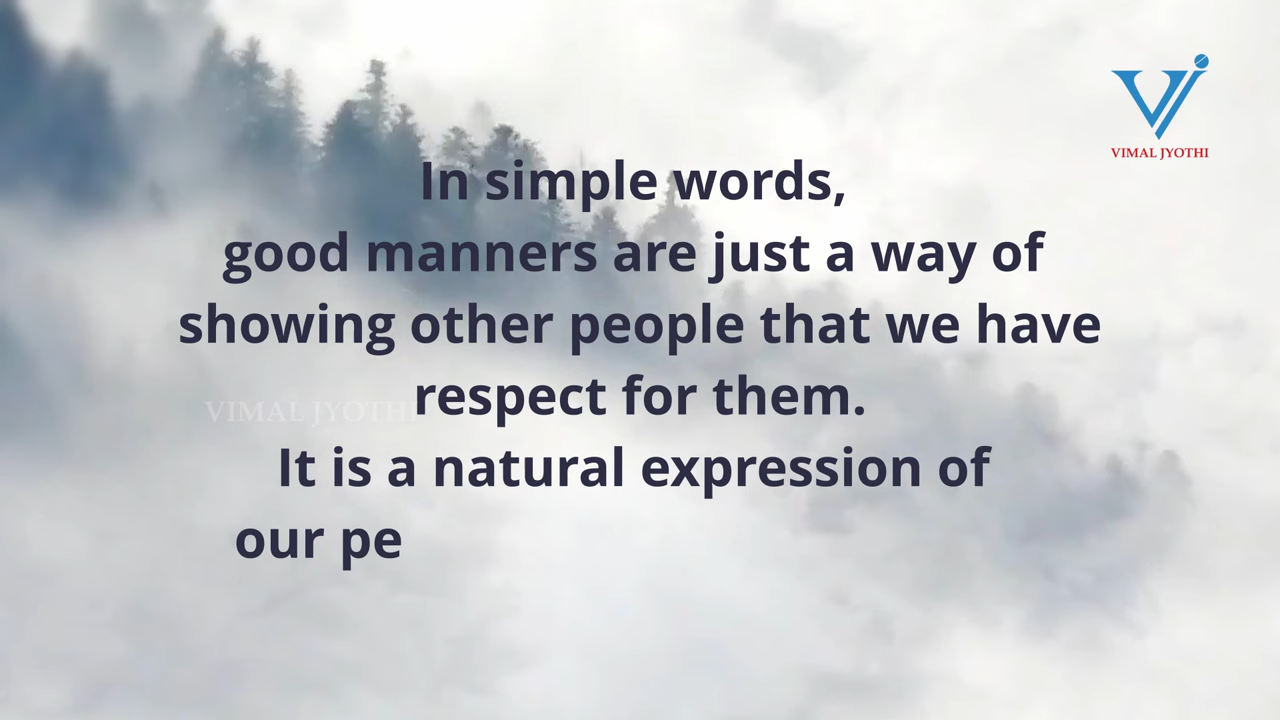 VIMAL JYOTHI
In simple words,
good manners are just a way of
showing other people that we have
respect for them.
VIMAL JYOTHI
It is a natural expression of
our pe